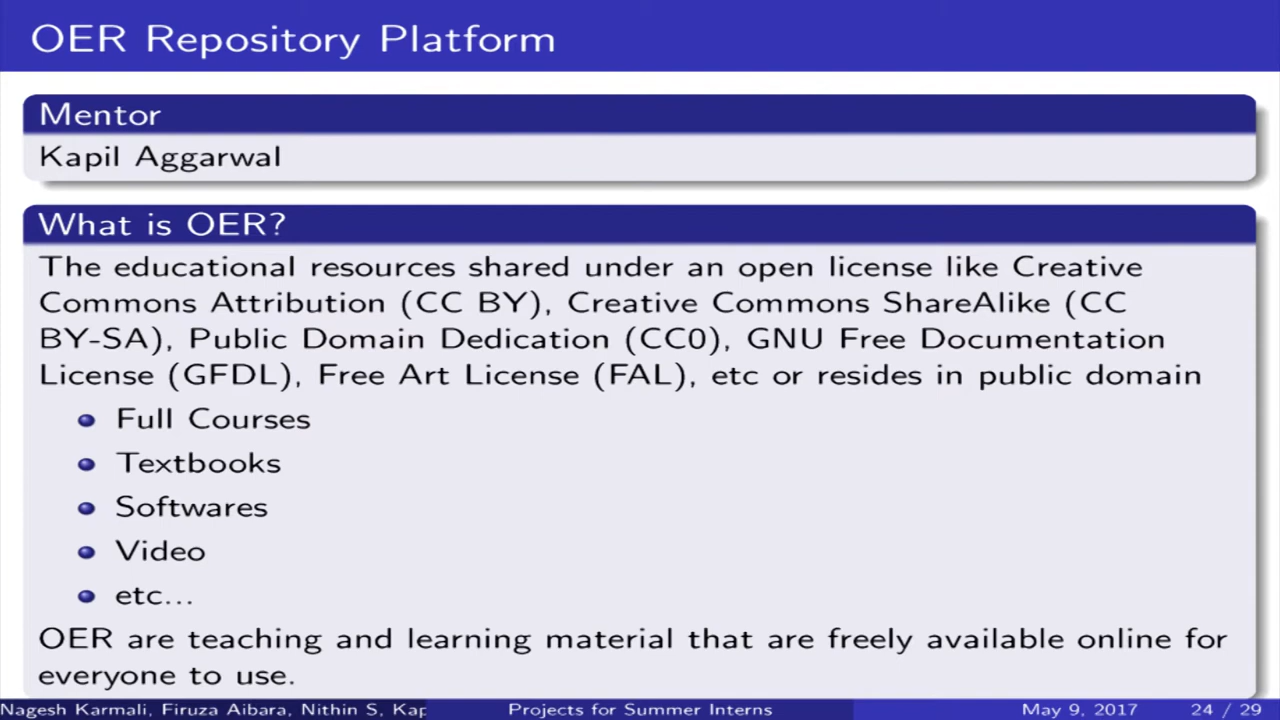 OER Repository Platform
Mentor
Kapil Aggarwal
What is OER?
The educational resources shared under an open license like Creative
Commons Attribution (CC BY), Creative Commons ShareAlike (CC
BY-SA), Public Domain Dedication (CC0), GNU Free Documentation
License (GFDL), Free Art License (FAL), etc or resides in public domain
Full Courses
Textbooks
Softwares
Video
etc...
OER are teaching and learning material that are freely available online for
everyone to use.
Nagesh Karmali, Firuza Aibara, Nithin S, Kap Projects for Summer Interns May 9, 2017 24 / 29